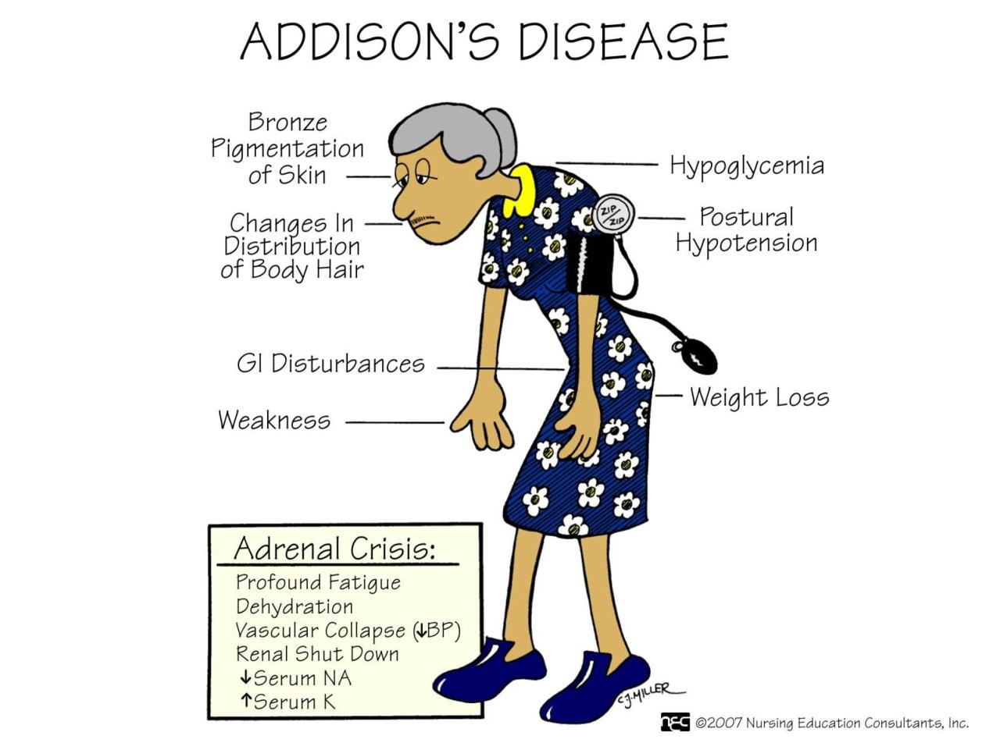 ADDISON'S DISEASE
Bronze
Pigmentation
of Skin
Changes In
Distribution
of Body Hair
GI Disturbances
Weakness
Hypoglycemia
ZIP
ZIP
Postural
Hypotension
Weight Loss
Adrenal Crisis:
Profound Fatigue
Dehydration
Vascular Collapse (↓BP)
Renal Shut Down
↓Serum NA
↑Serum K
C.J.MILLER
nec ©2007 Nursing Education Consultants, Inc.